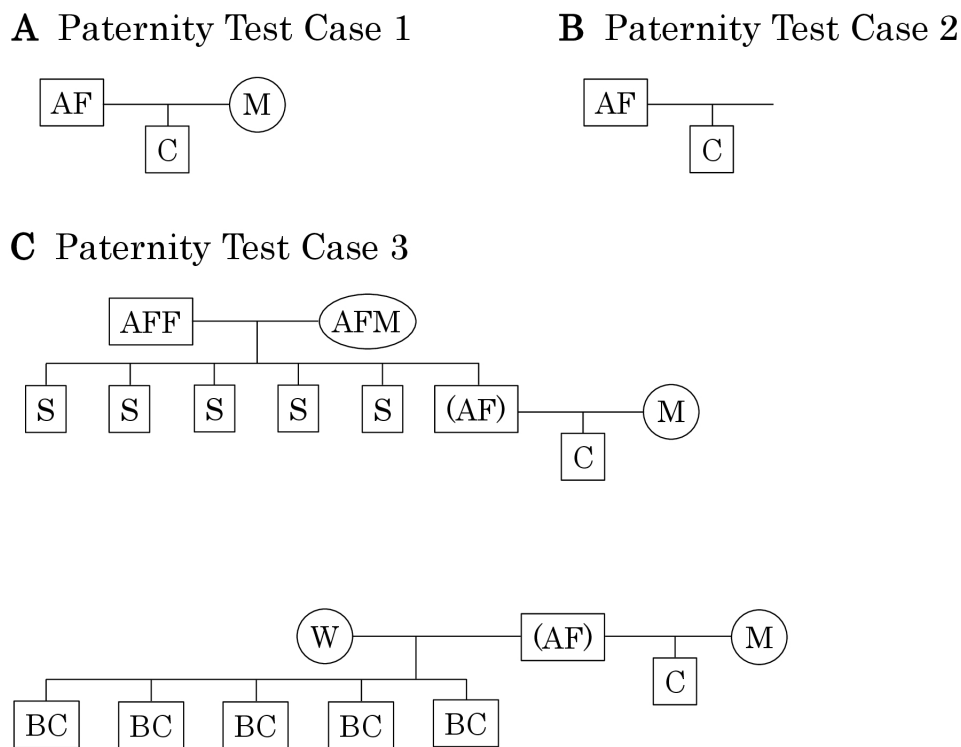 A Paternity Test Case 1
B Paternity Test Case 2
AF M
C
AF
C
C Paternity Test Case 3
AFF AFM
S S S S S (AF) M
C
W (AF) M
C
BC BC BC BC BC